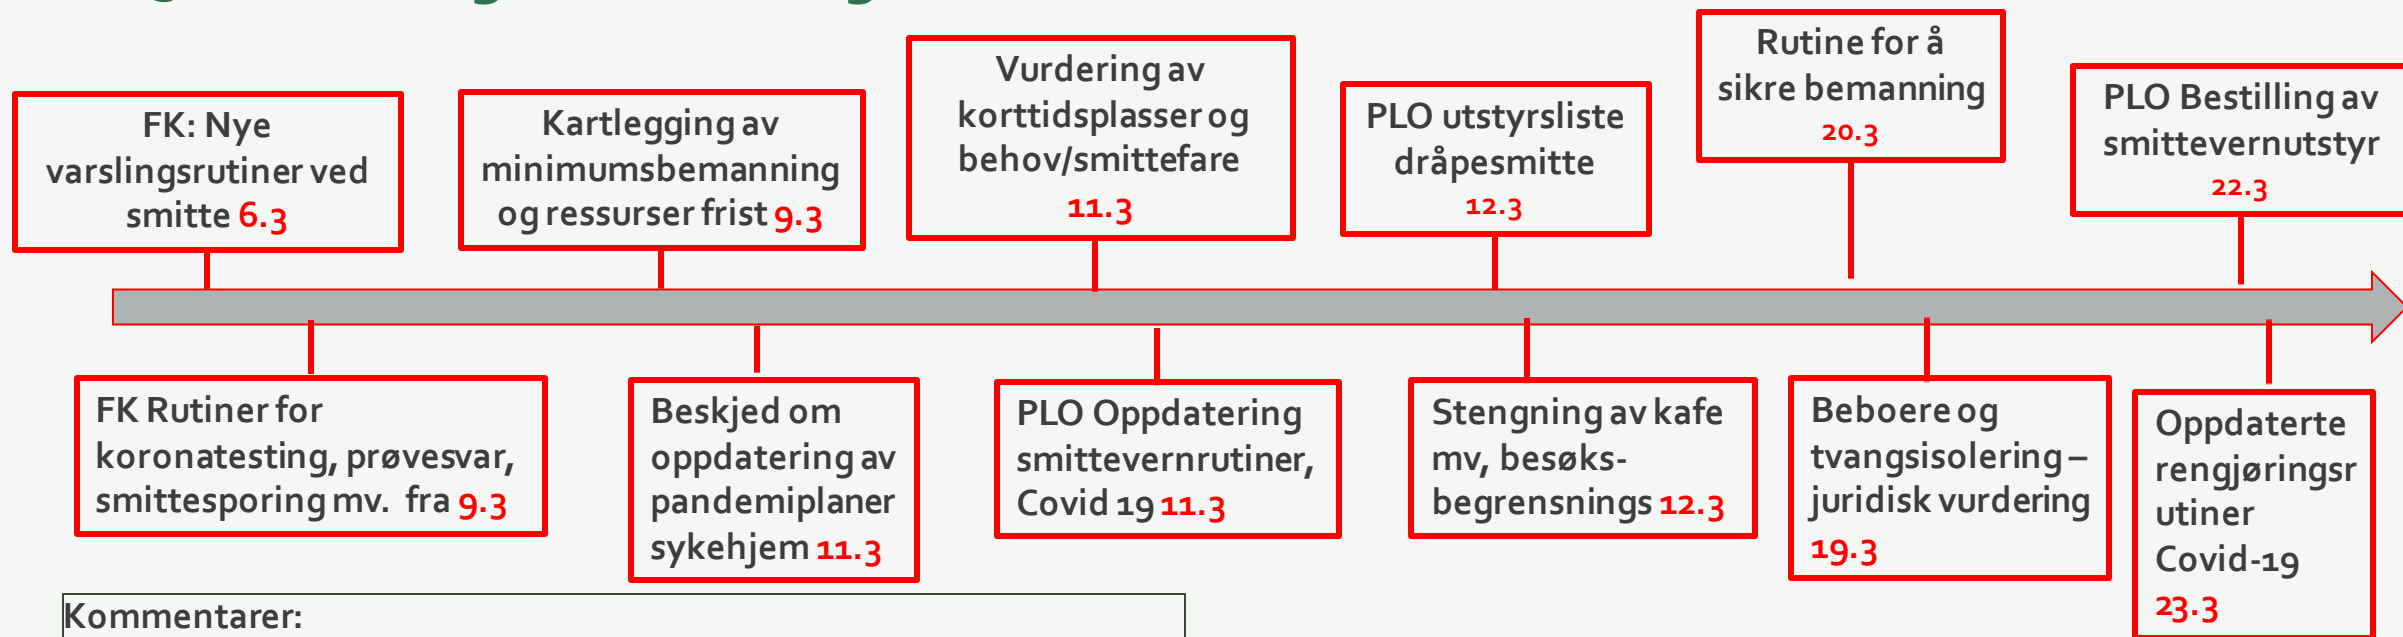 FK: Nye
varslingsrutiner ved
smitte 6.3
Kartlegging av
minimumsbemanning
og ressurser frist 9.3
Vurdering av
korttidsplasser og
behov/smittefare
11.3
PLO utstyrsliste
dråpesmitte
12.3
Rutine for å
sikre bemanning
20.3
PLO Bestilling av
smittevernutstyr
22.3
FK Rutiner for
koronatesting, prøvesvar,
smittesporing mv. fra 9.3
Beskjed om
oppdatering av
pandemiplaner
sykehjem 11.3
PLO Oppdatering
smittevernrutiner,
Covid 19 11.3
Stengning av kafe
mv, besøks-
begrensnings 12.3
Beboere og
tvangsisolering –
juridisk vurdering
19.3
Oppdaterte
rengjøringsr
utiner
Covid-19
23.3
Kommentarer: